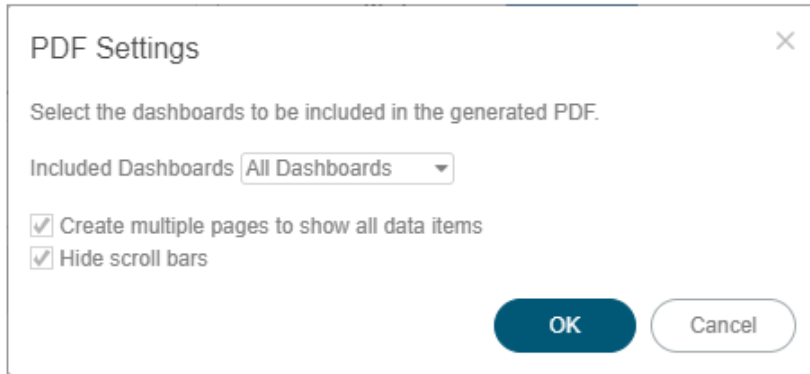 PDF Settings
Select the dashboards to be included in the generated PDF.
Included Dashboards All Dashboards
Create multiple pages to show all data items
Hide scroll bars
OK Cancel